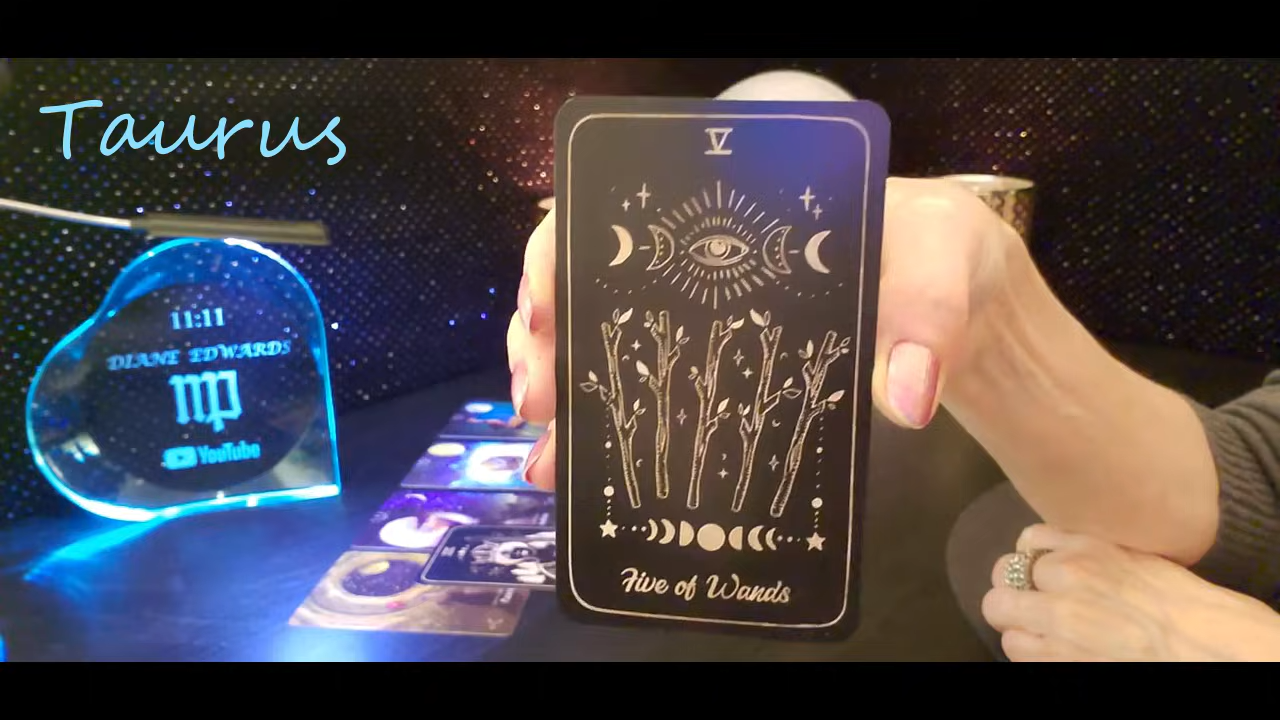 Taurus
V
11:11
DIANE EDWARDS
YouTube
Five of Wands